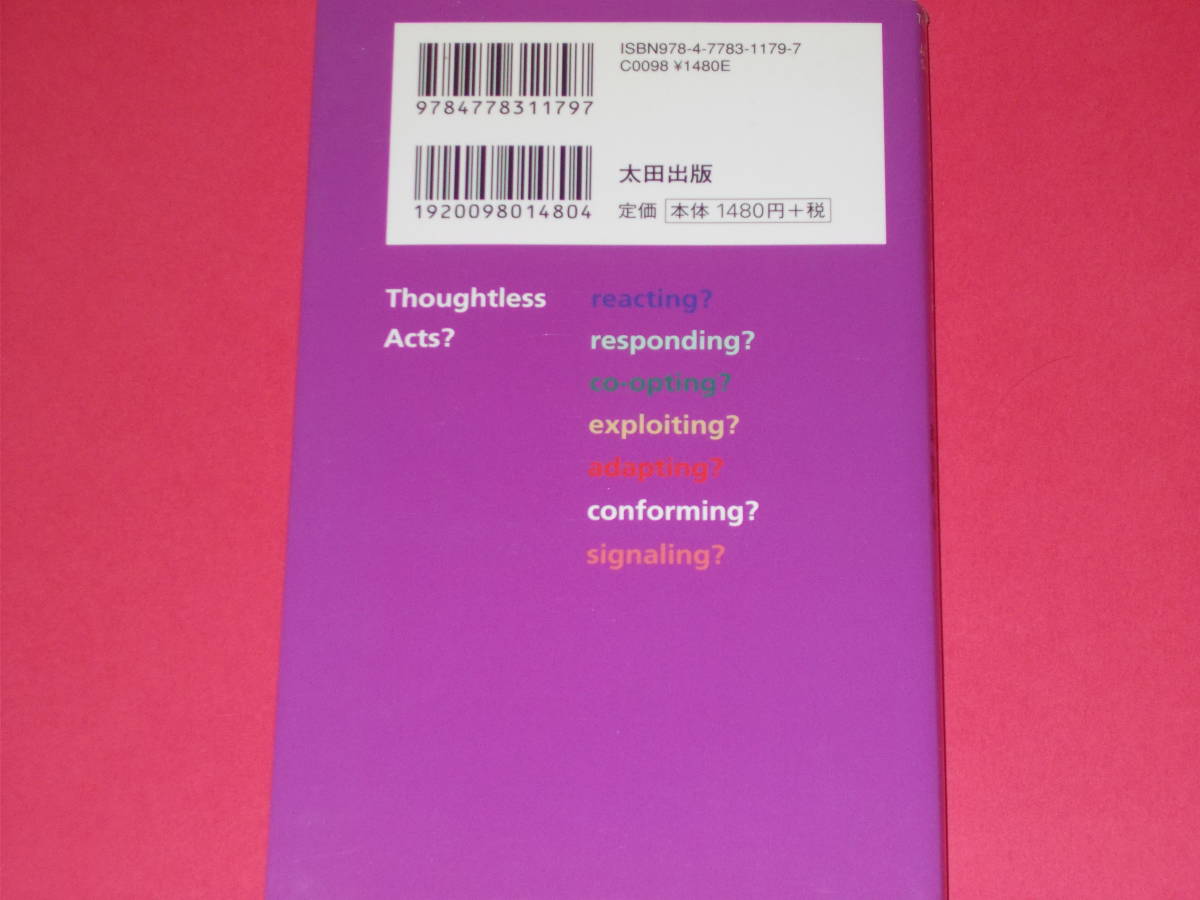 ISBN978-4-7783-1179-7
C0098 ¥1480E
9784778311797
太田出版
1920098014804
定価 本体 1480円+税
Thoughtless
Acts?
reacting?
responding?
co-opting?
exploiting?
adapting?
conforming?
signaling?